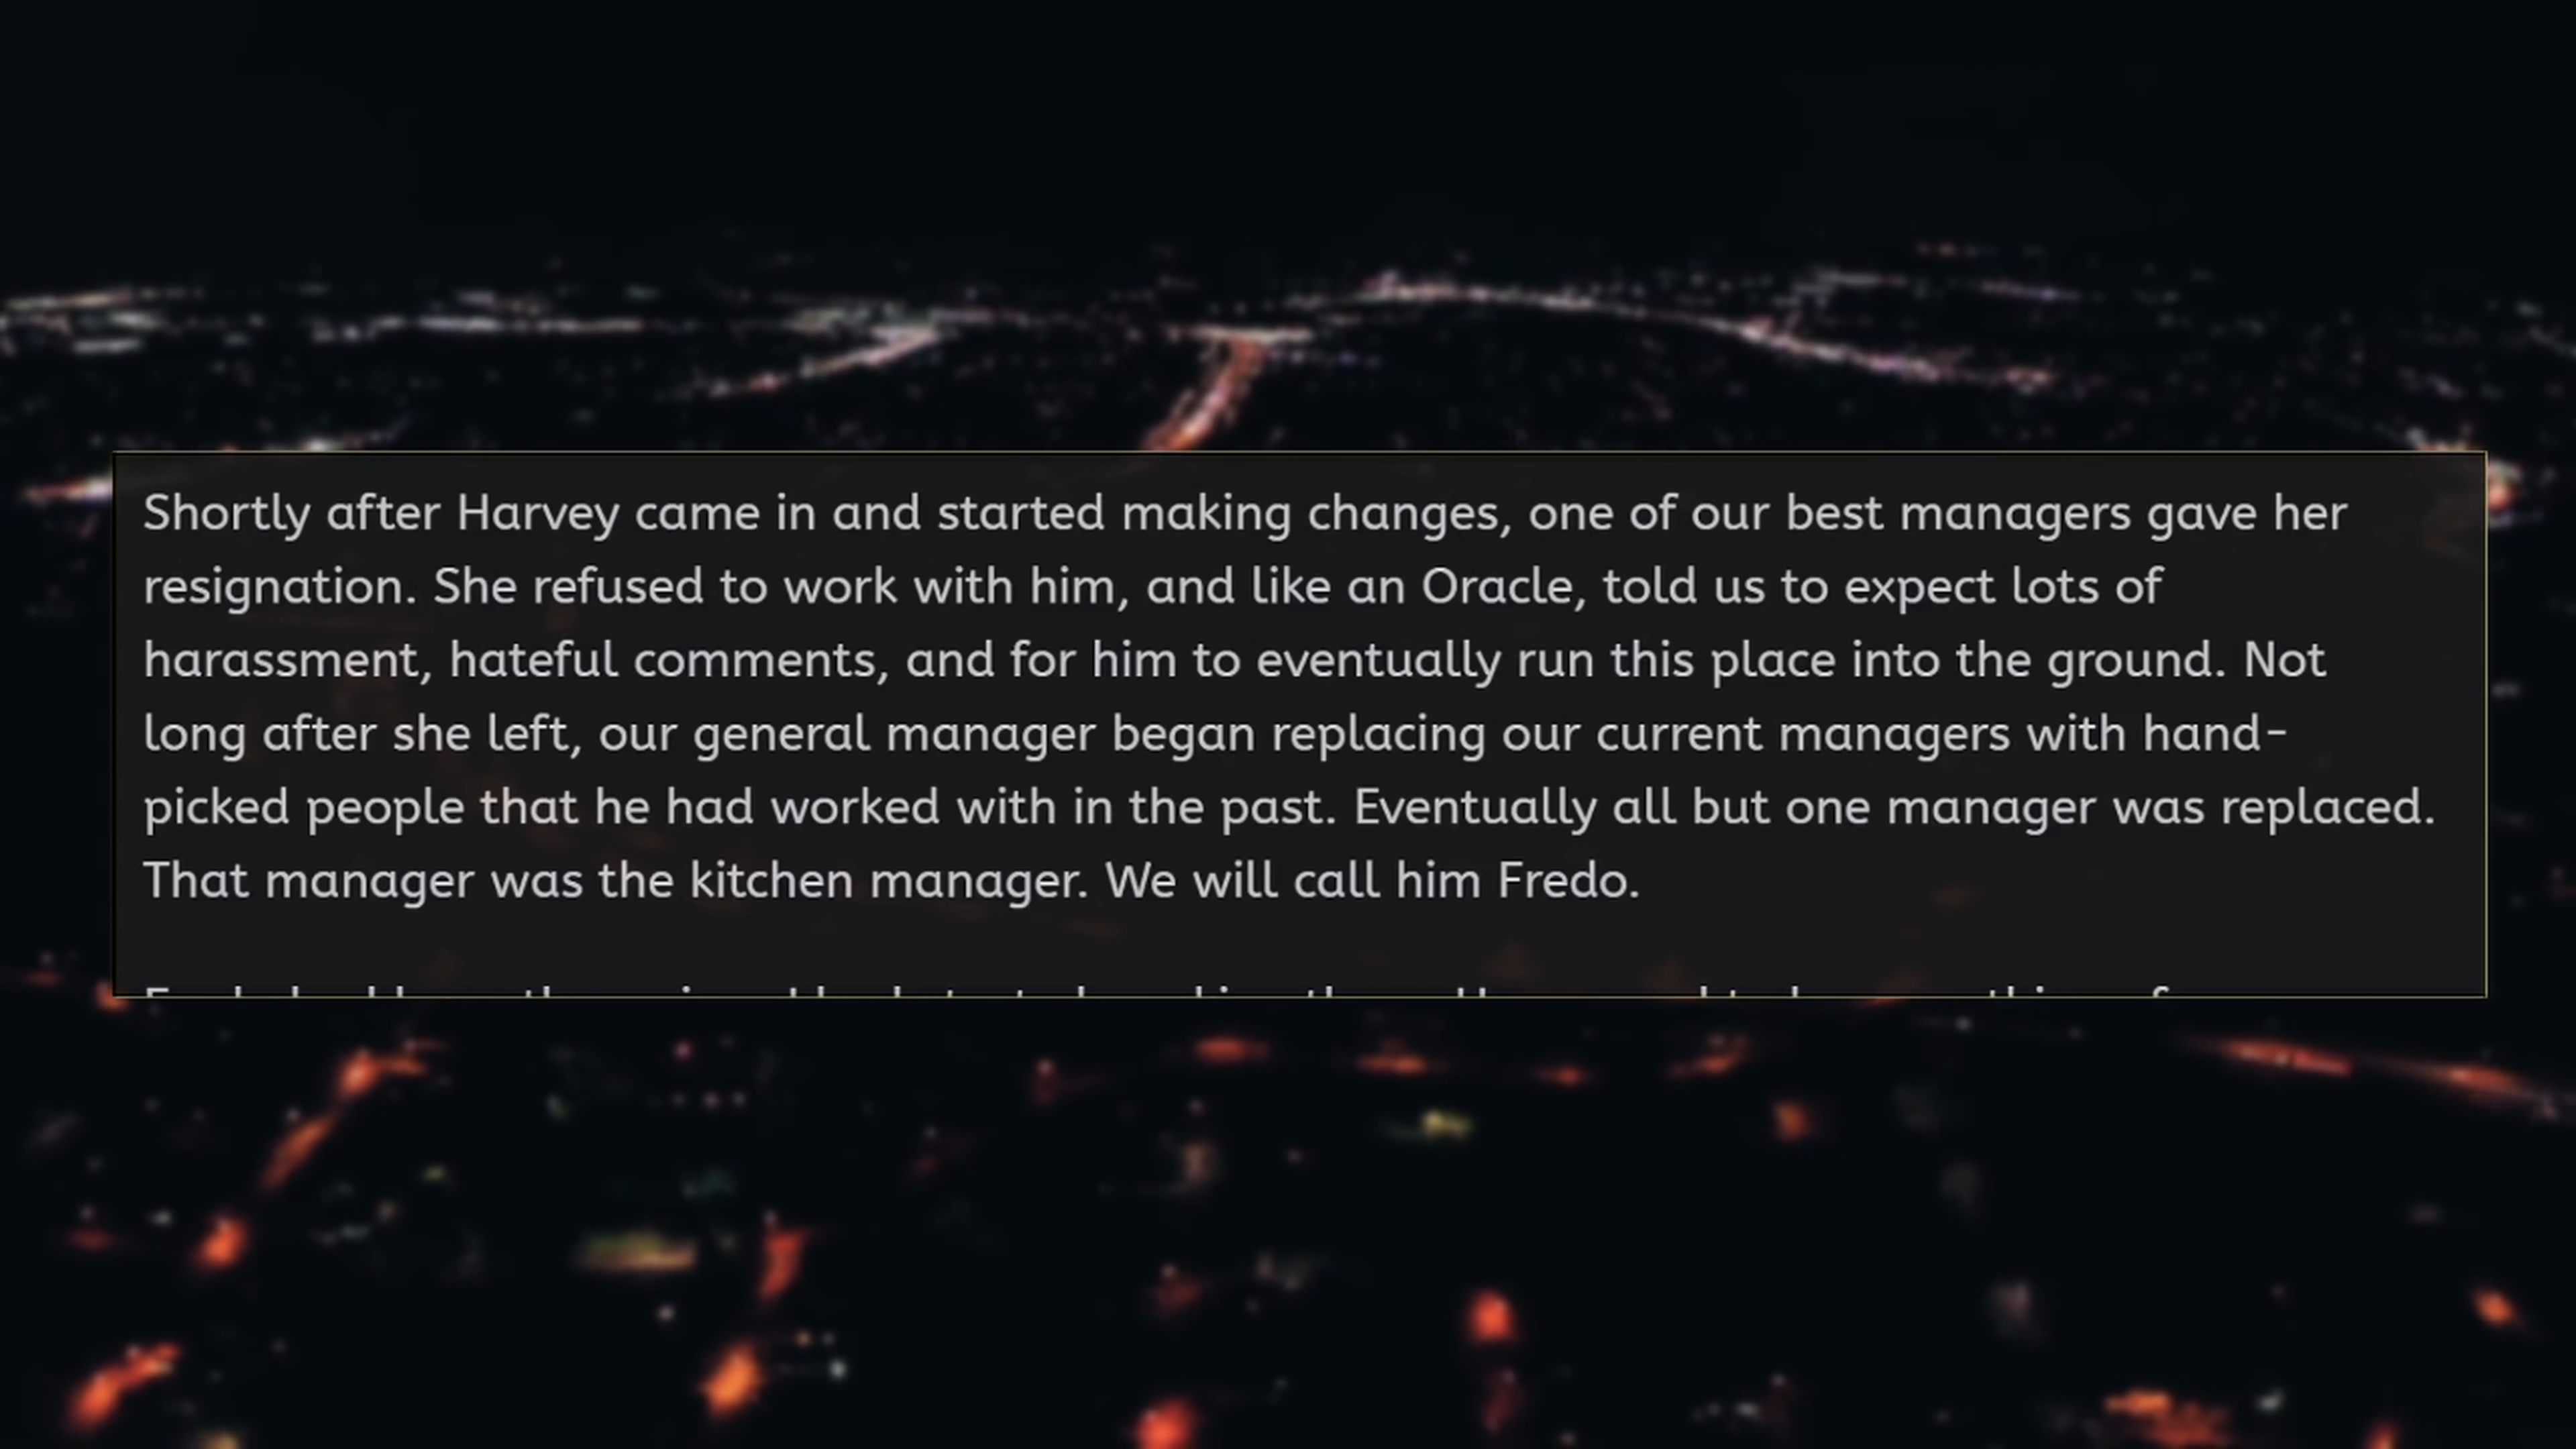 Shortly after Harvey came in and started making changes, one of our best managers gave her
resignation. She refused to work with him, and like an Oracle, told us to expect lots of
harassment, hateful comments, and for him to eventually run this place into the ground. Not
long after she left, our general manager began replacing our current managers with hand-
picked people that he had worked with in the past. Eventually all but one manager was replaced.
That manager was the kitchen manager. We will call him Fredo.